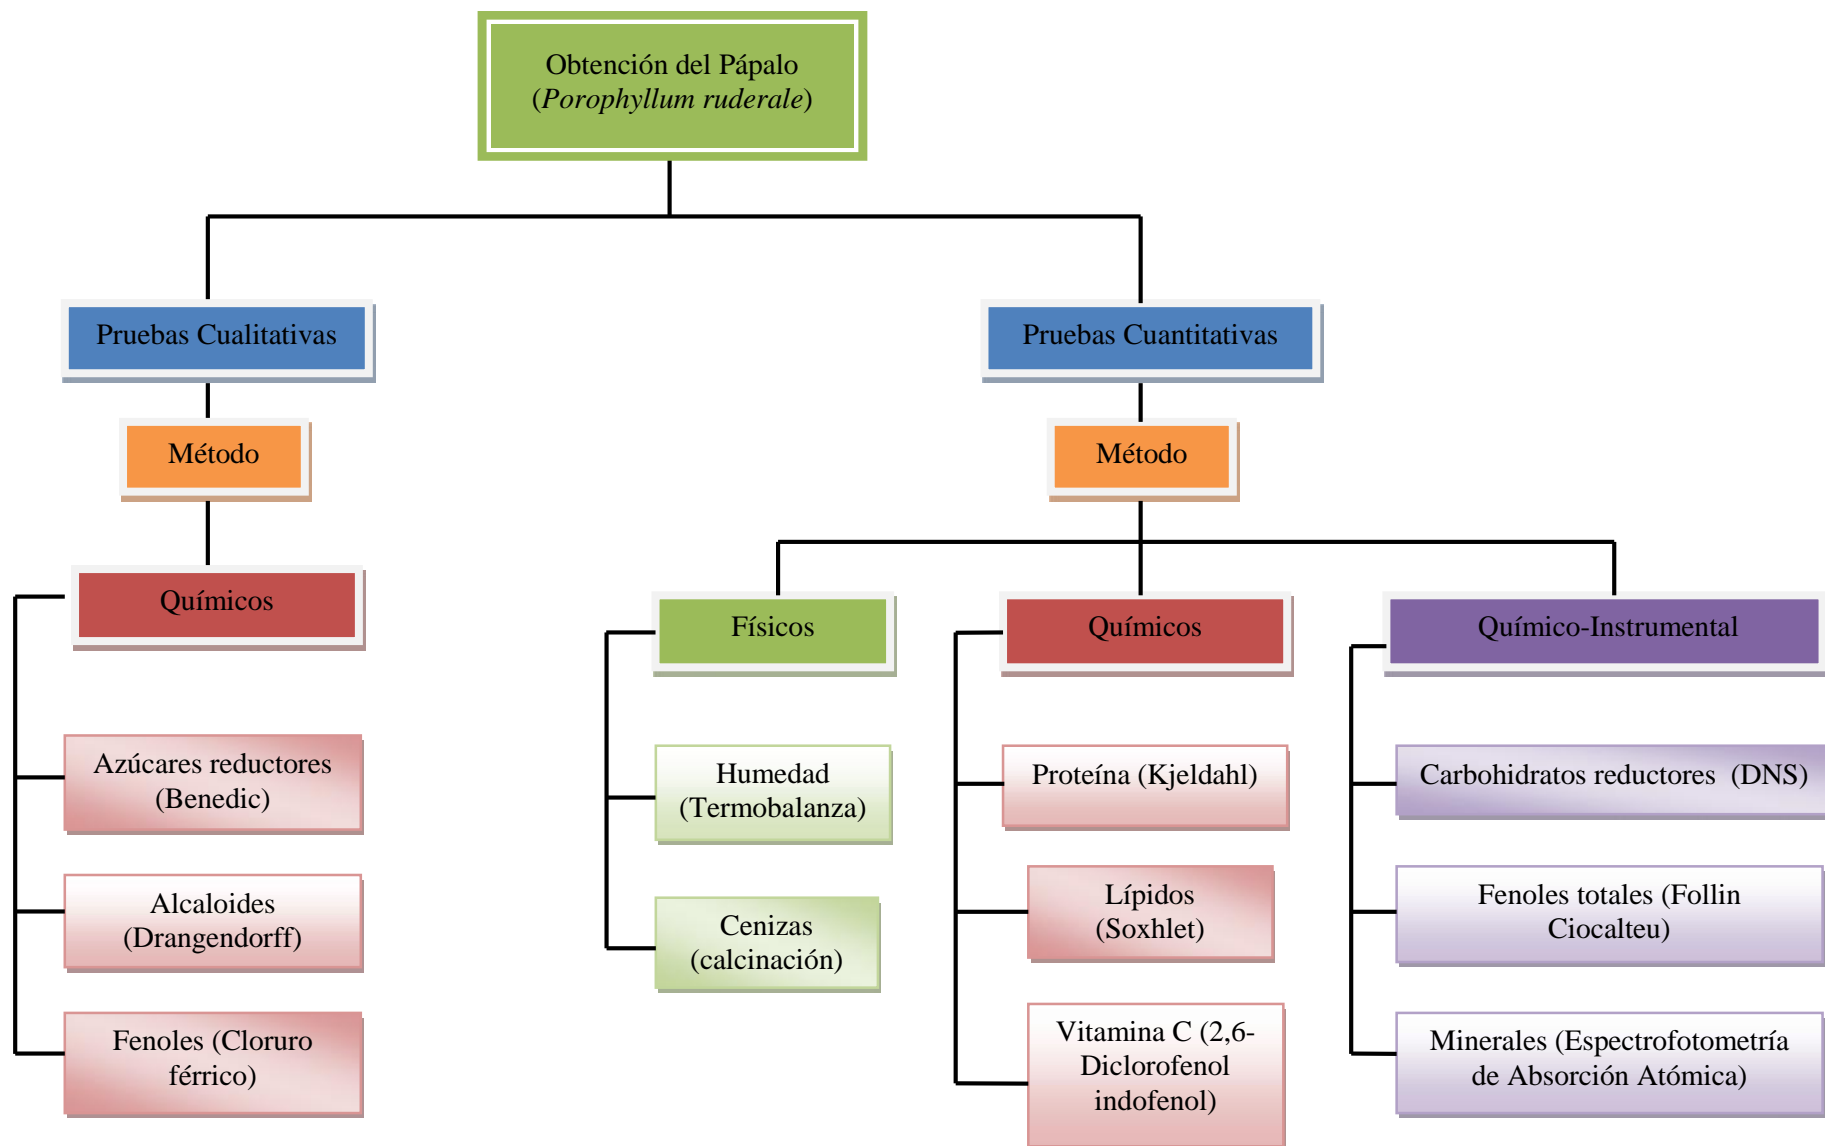 Obtención del Pápalo
(Porophyllum ruderale)
Pruebas Cualitativas
Pruebas Cuantitativas
Método
Método
Químicos
Físicos
Químicos
Químico-Instrumental
Azúcares reductores
(Benedic)
Alcaloides
(Drangendorff)
Fenoles (Cloruro
férrico)
Humedad
(Termobalanza)
Cenizas
(calcinación)
Proteína (Kjeldahl)
Lípidos
(Soxhlet)
Vitamina C (2,6-
Diclorofenol
indofenol)
Carbohidratos reductores (DNS)
Fenoles totales (Follin
Ciocalteu)
Minerales (Espectrofotometría
de Absorción Atómica)